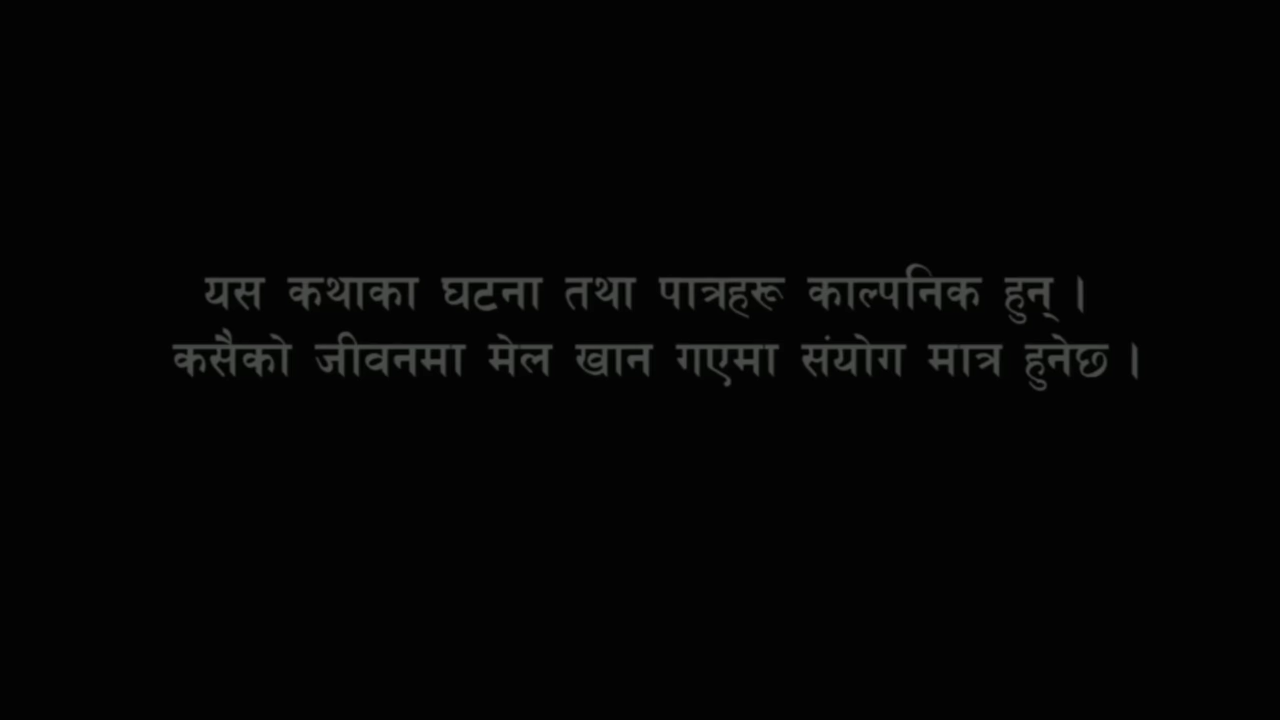 यस कथाका घटना तथा पात्रहरू काल्पनिक हुन् ।
कसैको जीवनमा मेल खान गएमा संयोग मात्र हुनेछ ।